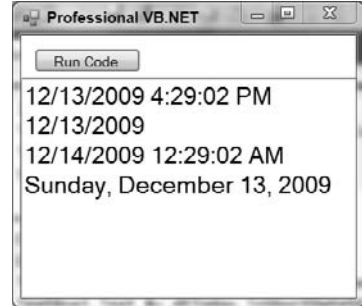 Professional VB.NET
Run Code
12/13/2009 4:29:02 PM
12/13/2009
12/14/2009 12:29:02 AM
Sunday, December 13, 2009